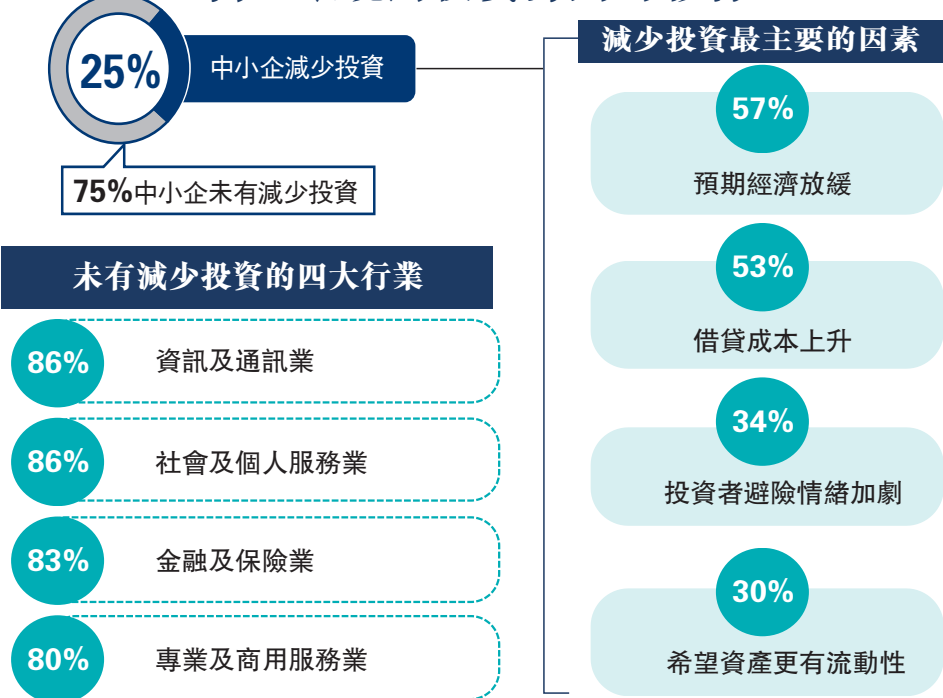 25%
中小企減少投資
75%中小企未有減少投資
未有減少投資的四大行業
86%
資訊及通訊業
86%
社會及個人服務業
83%
金融及保險業
80%
專業及商用服務業
減少投資最主要的因素
57%
預期經濟放緩
53%
借貸成本上升
34%
投資者避險情緒加劇
30%
希望資產更有流動性